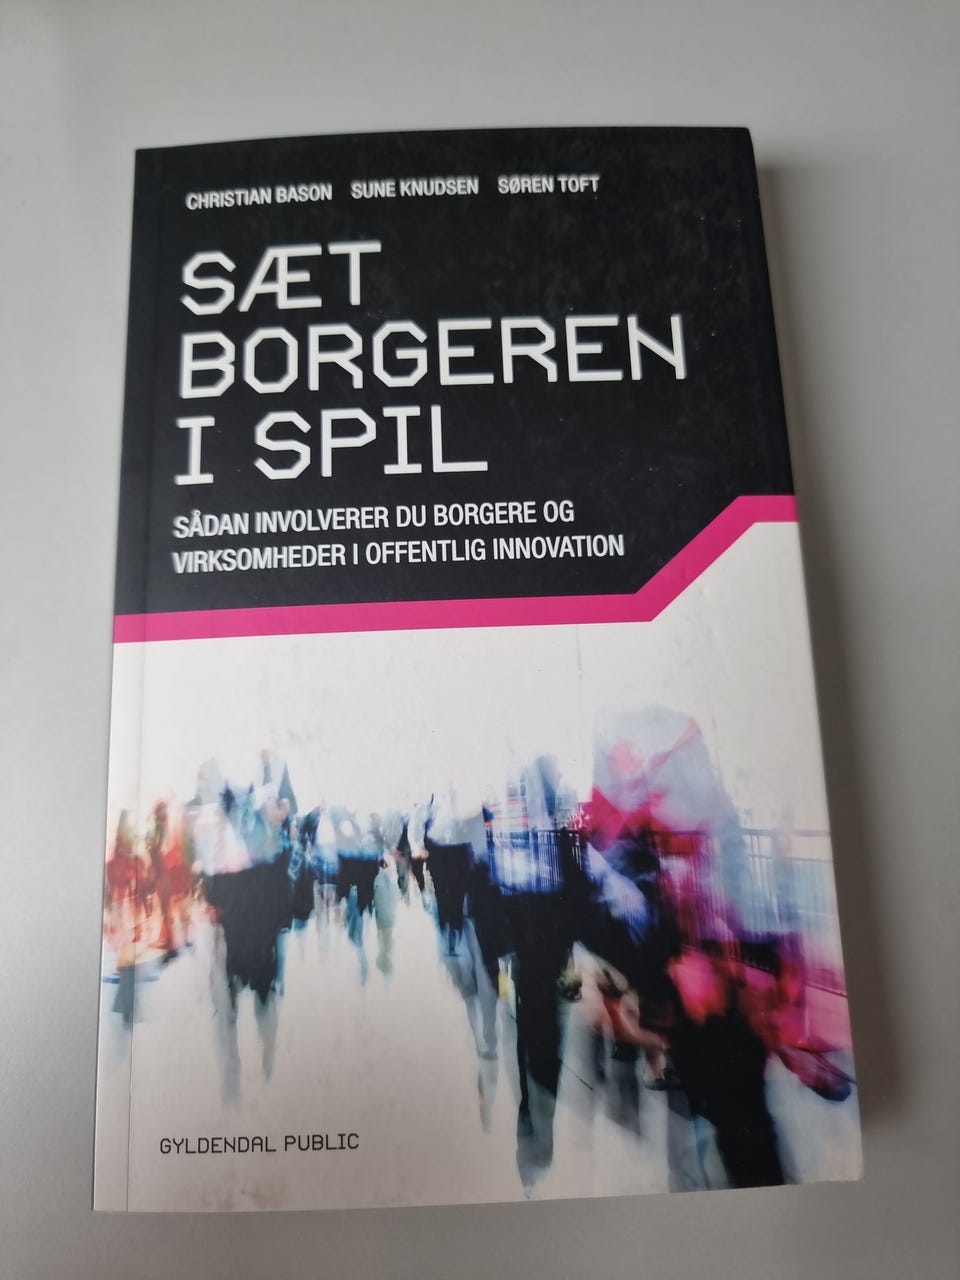 CHRISTIAN BASON SUNE KNUDSEN SØREN TOFT
SÆT
BORGEREN
I SPIL
SÅDAN INVOLVERER DU BORGERE OG
VIRKSOMHEDER I OFFENTLIG INNOVATION
GYLDENDAL PUBLIC